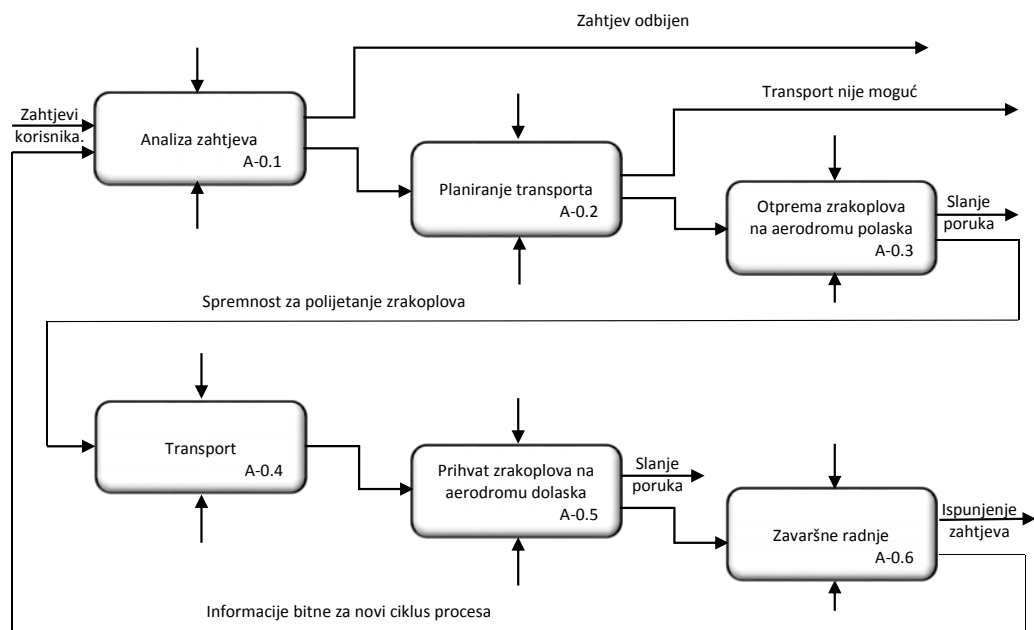 Zahtjev odbijen
Transport nije moguć
Zahtjevi
korisnika.
Analiza zahtjeva
A-0.1
Planiranje transporta
A-0.2
Otprema zrakoplova
na aerodromu polaska
A-0.3
Slanje
poruka
Spremnost za polijetanje zrakoplova
Transport
A-0.4
Prihvat zrakoplova na
aerodromu dolaska
A-0.5
Slanje
poruka
Zavaršne radnje
A-0.6
Ispunjenje
zahtjeva
Informacije bitne za novi ciklus procesa